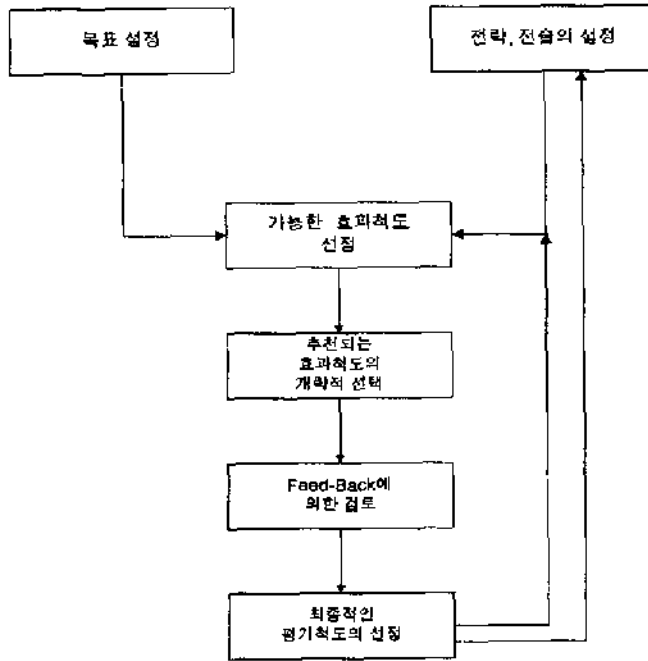 목표 설정
전략, 전술의 설정
가능한 효과척도
선정
추천되는
효과척도의
개략적 선택
Feed-Back에
의한 검토
최종적인
평가척도의 선정